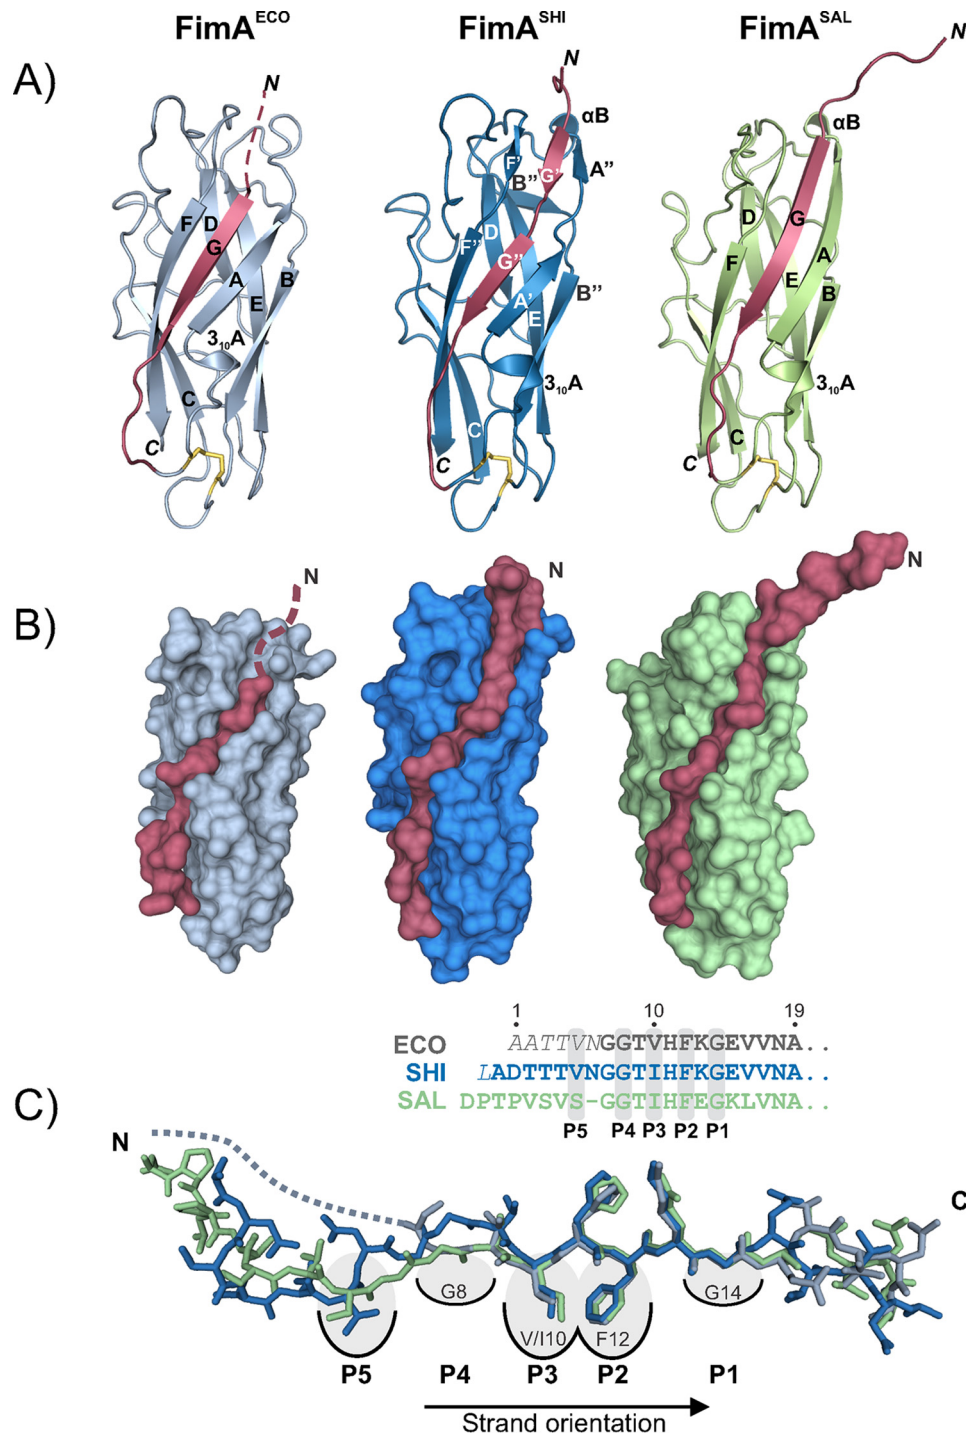 FimA^ECO FimA^SHI FimA^SAL
A)
N N N
αB αB
F' B'' G' A''
F D G A E B
D F'' G'' A' E B''
D G F E A B
3₁₀A 3₁₀A 3₁₀A
C C C
C C C
B)
N N N
1 10 19
ECO AATTVNGGTVHFKGEVVNA..
SHI LADTTTVNGGTIHFKGEVVNA..
SAL DPTPVSVS-GGTIHFEGKLVNA..
P5 P4 P3 P2 P1
C)
N C
G8 V/I10 F12 G14
P5 P4 P3 P2 P1
Strand orientation